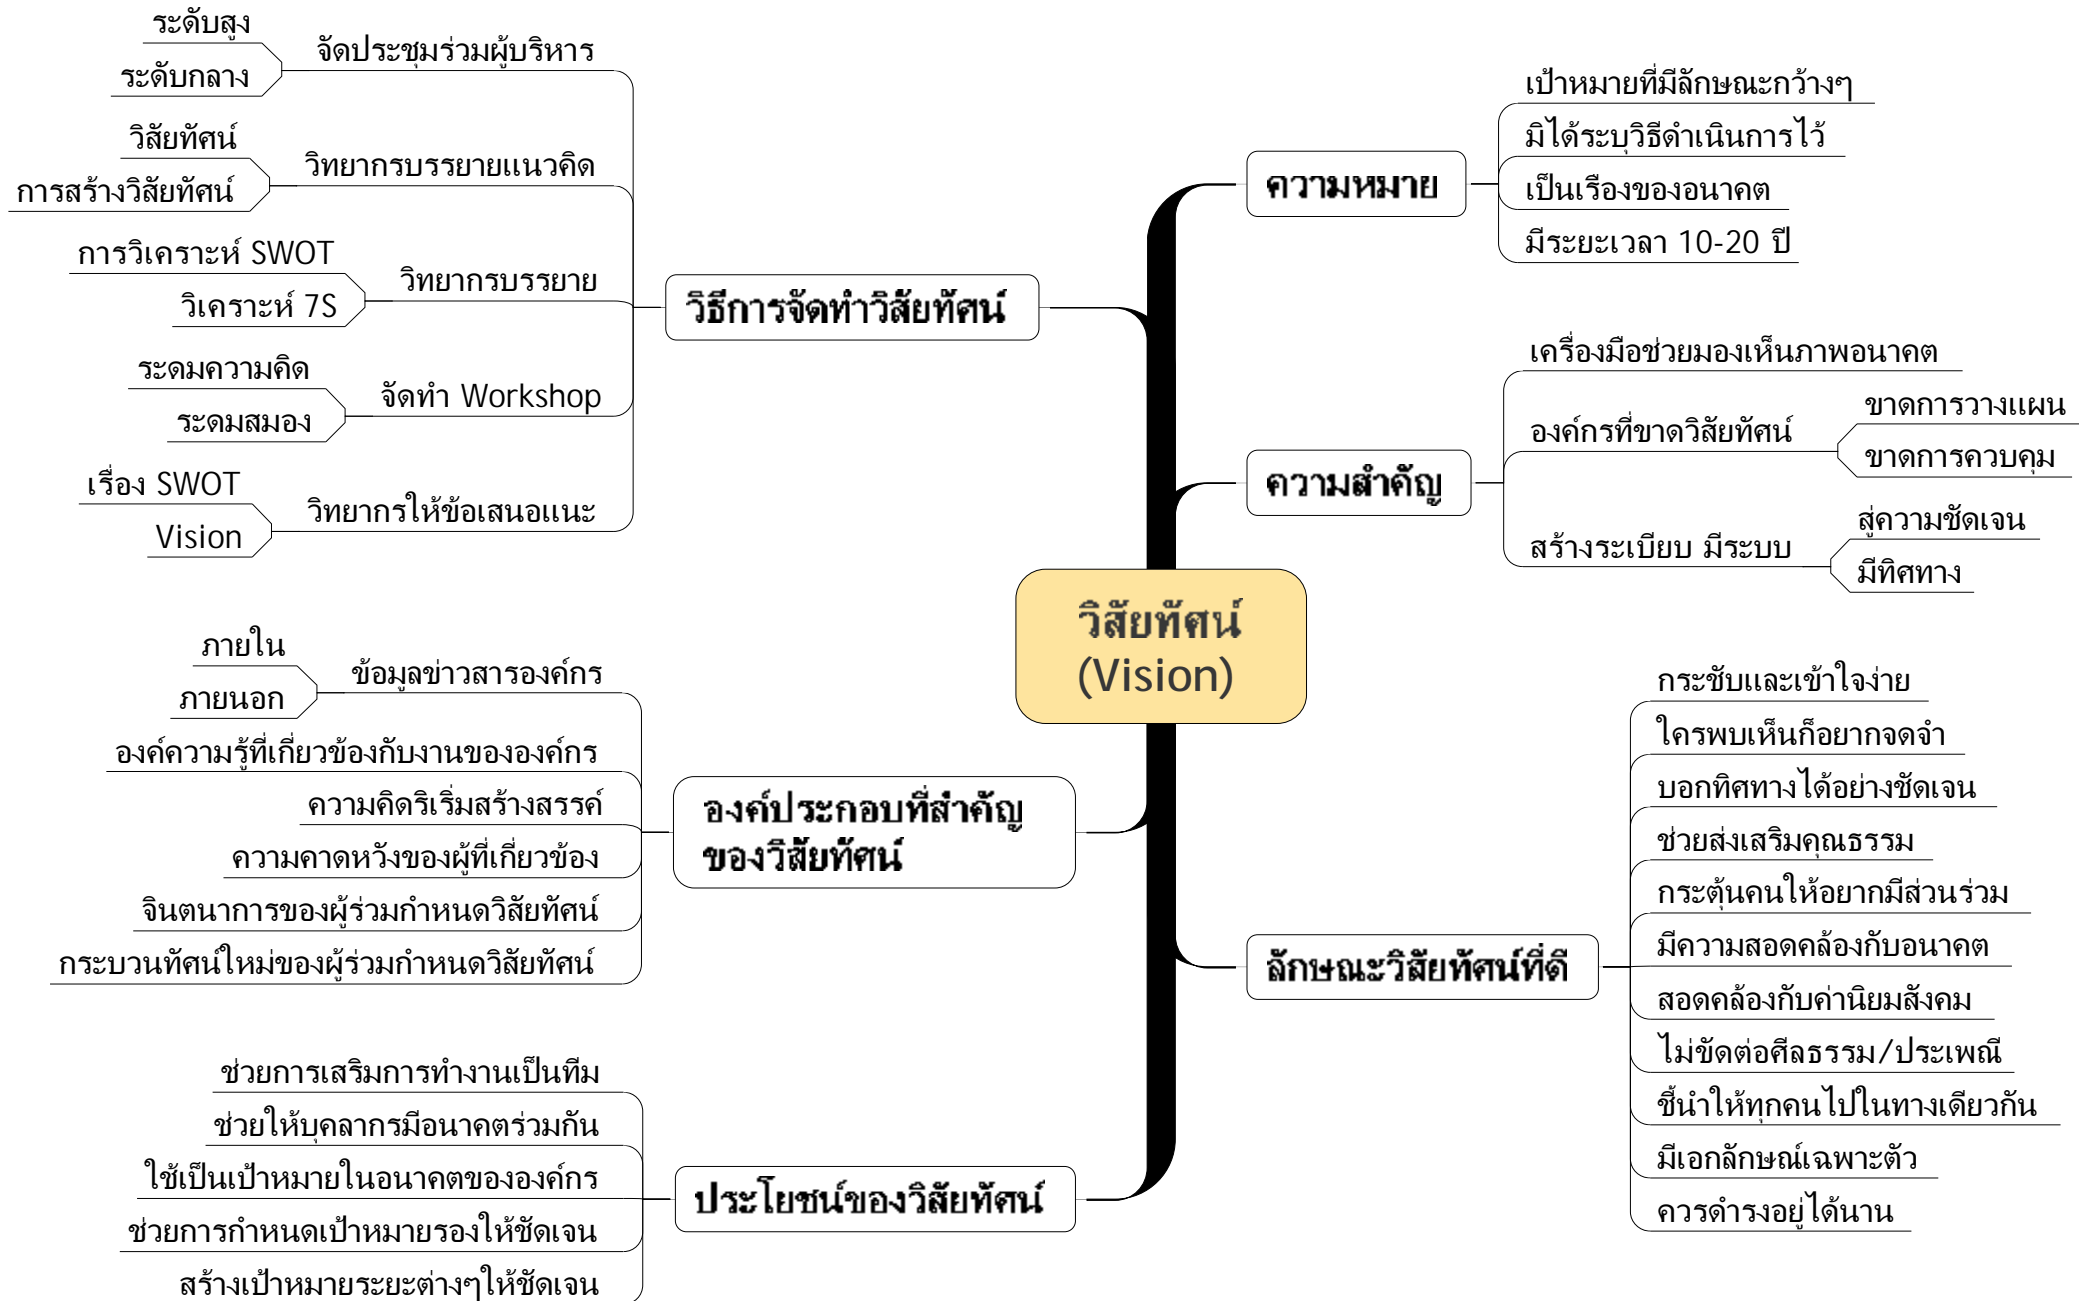 วิสัยทัศน์
(Vision)
ความหมาย
เป้าหมายที่มีลักษณะกว้างๆ
มิได้ระบุวิธีดำเนินการไว้
เป็นเรืองของอนาคต
มีระยะเวลา 10-20 ปี
ความสำคัญ
เครื่องมือช่วยมองเห็นภาพอนาคต
องค์กรที่ขาดวิสัยทัศน์
ขาดการวางแผน
ขาดการควบคุม
สร้างระเบียบ มีระบบ
สู่ความชัดเจน
มีทิศทาง
ลักษณะวิสัยทัศน์ที่ดี
กระชับและเข้าใจง่าย
ใครพบเห็นก็อยากจดจำ
บอกทิศทางได้อย่างชัดเจน
ช่วยส่งเสริมคุณธรรม
กระตุ้นคนให้อยากมีส่วนร่วม
มีความสอดคล้องกับอนาคต
สอดคล้องกับค่านิยมสังคม
ไม่ขัดต่อศีลธรรม/ประเพณี
ชี้นำให้ทุกคนไปในทางเดียวกัน
มีเอกลักษณ์เฉพาะตัว
ควรดำรงอยู่ได้นาน
วิธีการจัดทำวิสัยทัศน์
จัดประชุมร่วมผู้บริหาร
ระดับสูง
ระดับกลาง
วิทยากรบรรยายแนวคิด
วิสัยทัศน์
การสร้างวิสัยทัศน์
วิทยากรบรรยาย
การวิเคราะห์ SWOT
วิเคราะห์ 7S
จัดทำ Workshop
ระดมความคิด
ระดมสมอง
วิทยากรให้ข้อเสนอแนะ
เรื่อง SWOT
Vision
องค์ประกอบที่สำคัญ
ของวิสัยทัศน์
ข้อมูลข่าวสารองค์กร
ภายใน
ภายนอก
องค์ความรู้ที่เกี่ยวข้องกับงานขององค์กร
ความคิดริเริ่มสร้างสรรค์
ความคาดหวังของผู้ที่เกี่ยวข้อง
จินตนาการของผู้ร่วมกำหนดวิสัยทัศน์
กระบวนทัศน์ใหม่ของผู้ร่วมกำหนดวิสัยทัศน์
ประโยชน์ของวิสัยทัศน์
ช่วยการเสริมการทำงานเป็นทีม
ช่วยให้บุคลากรมีอนาคตร่วมกัน
ใช้เป็นเป้าหมายในอนาคตขององค์กร
ช่วยการกำหนดเป้าหมายรองให้ชัดเจน
สร้างเป้าหมายระยะต่างๆให้ชัดเจน